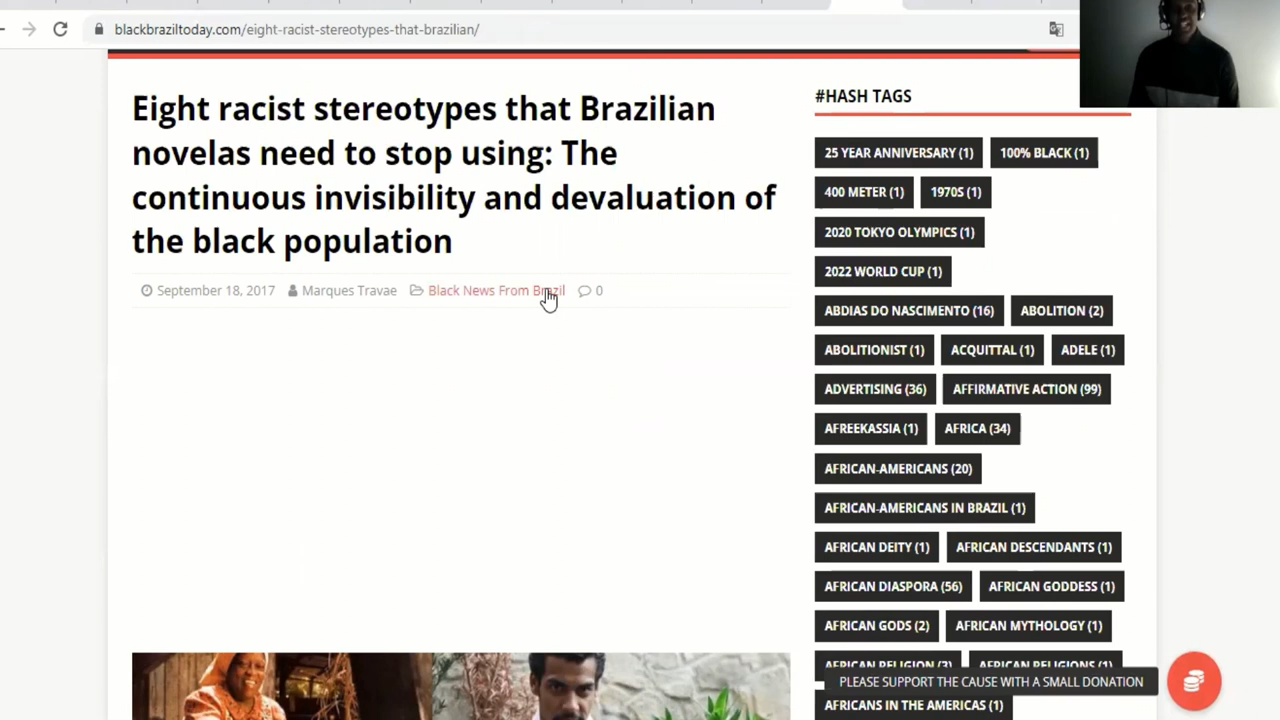 blackbraziltoday.com/eight-racist-stereotypes-that-brazilian/
Eight racist stereotypes that Brazilian
novelas need to stop using: The
continuous invisibility and devaluation of
the black population
September 18, 2017 Marques Travae Black News From Brazil 0
#HASH TAGS
25 YEAR ANNIVERSARY (1) 100% BLACK (1)
400 METER (1) 1970S (1)
2020 TOKYO OLYMPICS (1)
2022 WORLD CUP (1)
ABDIAS DO NASCIMENTO (16) ABOLITION (2)
ABOLITIONIST (1) ACQUITTAL (1) ADELE (1)
ADVERTISING (36) AFFIRMATIVE ACTION (99)
AFREEKASSIA (1) AFRICA (34)
AFRICAN-AMERICANS (20)
AFRICAN-AMERICANS IN BRAZIL (1)
AFRICAN DEITY (1) AFRICAN DESCENDANTS (1)
AFRICAN DIASPORA (56) AFRICAN GODDESS (1)
AFRICAN GODS (2) AFRICAN MYTHOLOGY (1)
AFRICAN RELIGION (3) AFRICAN RELIGIONS (1)
PLEASE SUPPORT THE CAUSE WITH A SMALL DONATION
AFRICANS IN THE AMERICAS (1)